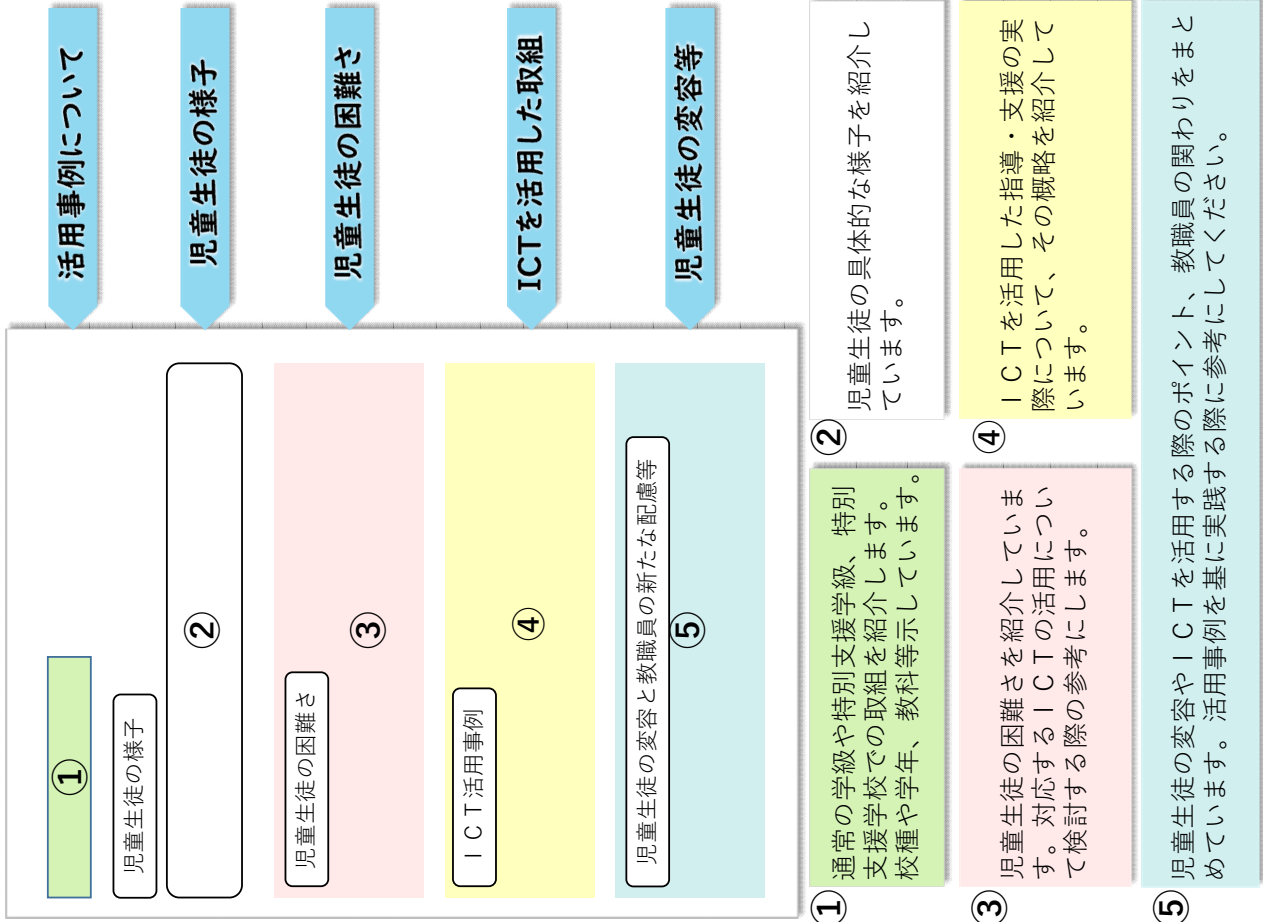 活用事例について
児童生徒の様子
児童生徒の困難さ
ICTを活用した取組
児童生徒の変容等
①
児童生徒の様子
②
児童生徒の困難さ
③
ICT活用事例
④
児童生徒の変容と教職員の新たな配慮等
⑤
①
通常の学級や特別支援学級、特別
支援学校での取組を紹介します。
校種や学年、教科等示しています。
②
児童生徒の具体的な様子を紹介し
ています。
③
児童生徒の困難さを紹介していま
す。対応するICTの活用につい
て検討する際の参考にします。
④
ICTを活用した指導・支援の実
際について、その概略を紹介して
います。
⑤
児童生徒の変容やICTを活用する際のポイント、教職員の関わりをまと
めています。活用事例を基に実践する際に参考にしてください。